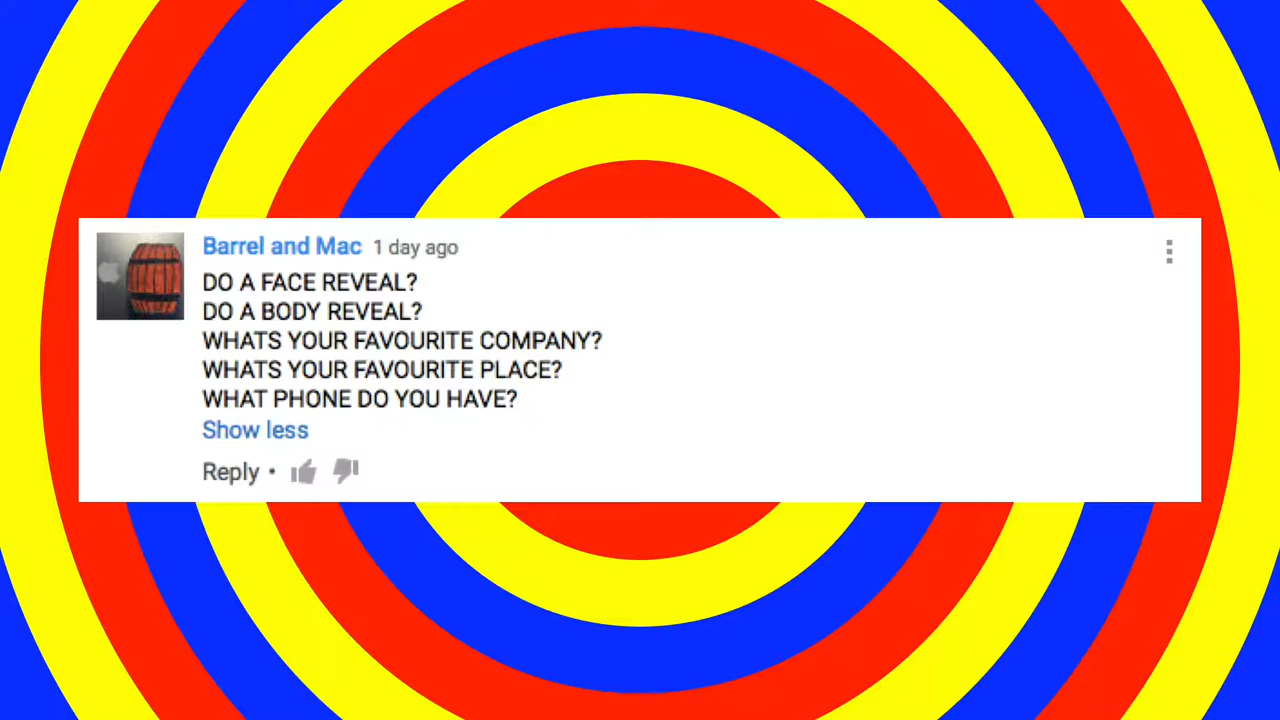 Barrel and Mac 1 day ago
DO A FACE REVEAL?
DO A BODY REVEAL?
WHATS YOUR FAVOURITE COMPANY?
WHATS YOUR FAVOURITE PLACE?
WHAT PHONE DO YOU HAVE?
Show less
Reply •